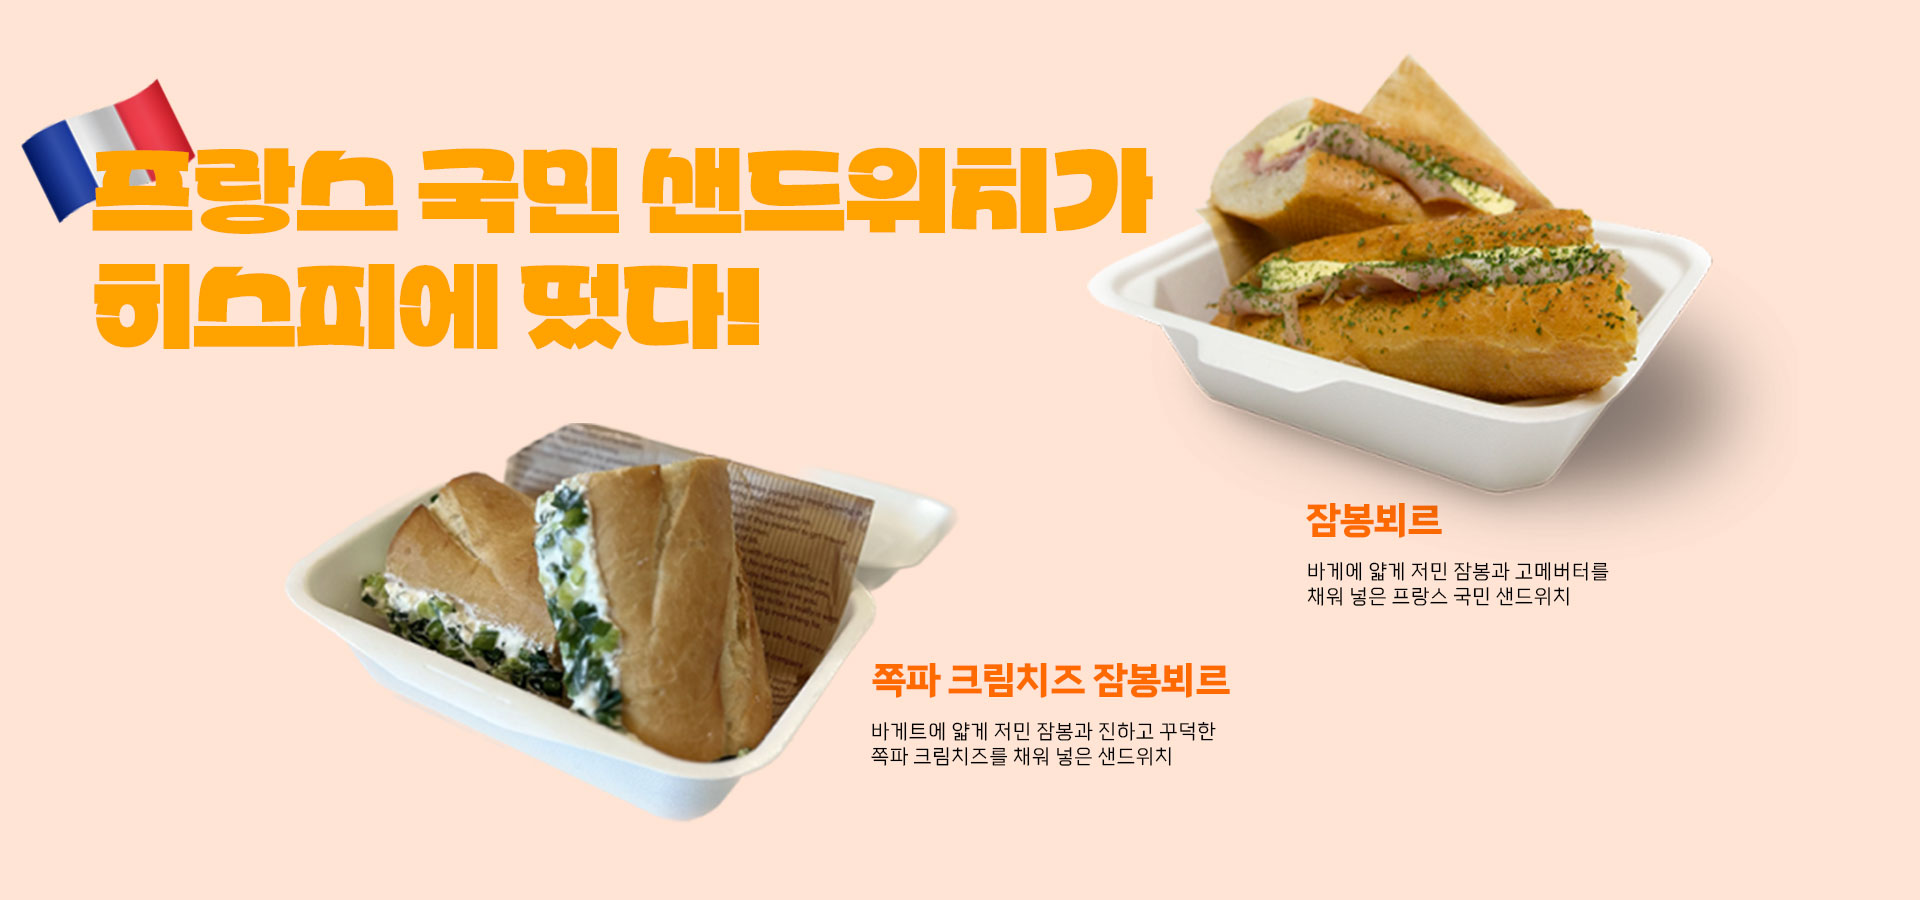 프랑스 국민 샌드위치가
히스피에 떴다!
잠봉뵈르
바게에 얇게 저민 잠봉과 고메버터를
채워 넣은 프랑스 국민 샌드위치
쪽파 크림치즈 잠봉뵈르
바게트에 얇게 저민 잠봉과 진하고 꾸덕한
쪽파 크림치즈를 채워 넣은 샌드위치